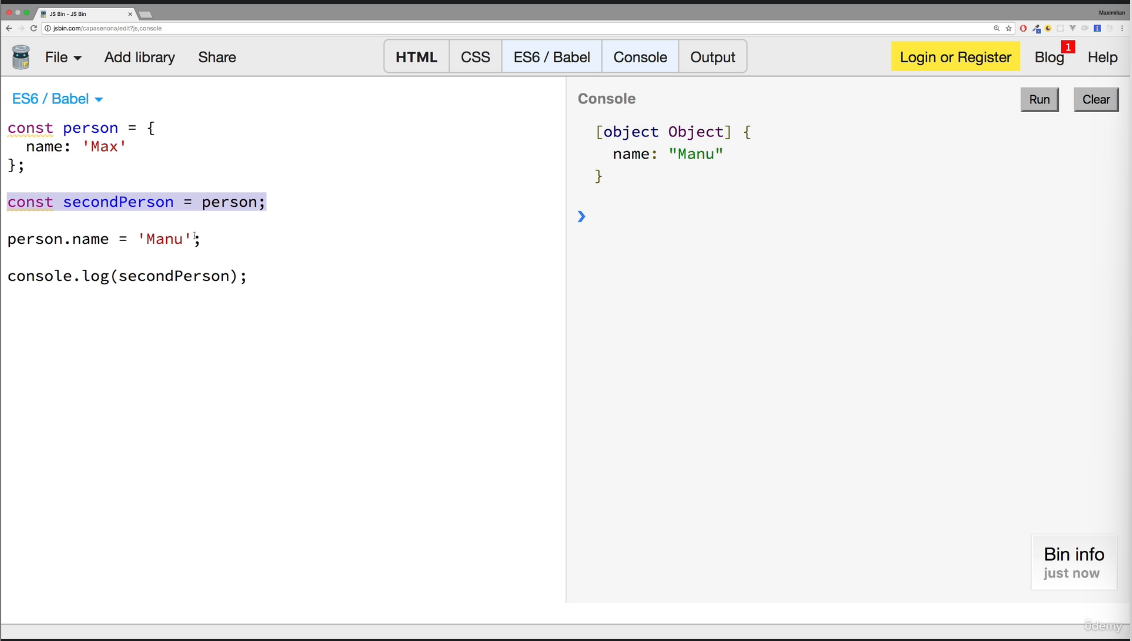 JS Bin - JS Bin
Maximilian
jsbin.com/capasenona/edit?js,console
File Add library Share HTML CSS ES6 / Babel Console Output Login or Register Blog 1 Help
ES6 / Babel
const person = {
name: 'Max'
};
const secondPerson = person;
person.name = 'Manu';
console.log(secondPerson);
Console Run Clear
[object Object] {
name: "Manu"
}
Bin info
just now
Udemy